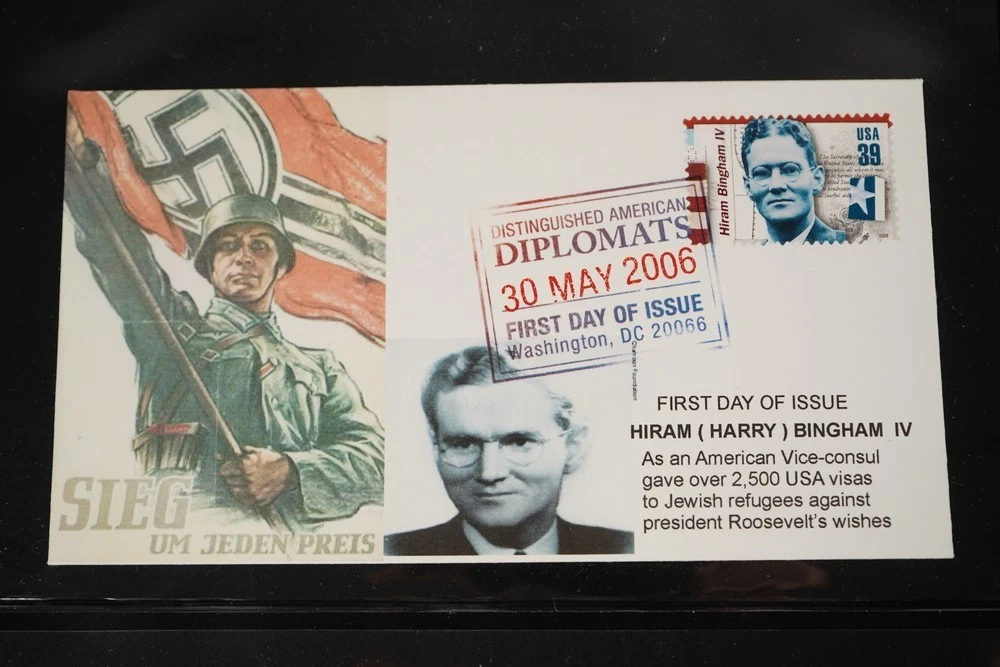 SIEG
UM JEDEN PREIS
DISTINGUISHED AMERICAN
DIPLOMATS
30 MAY 2006
FIRST DAY OF ISSUE
Washington, DC 20066
Hiram Bingham IV
USA
39
FIRST DAY OF ISSUE
HIRAM ( HARRY ) BINGHAM IV
As an American Vice-consul
gave over 2,500 USA visas
to Jewish refugees against
president Roosevelt's wishes